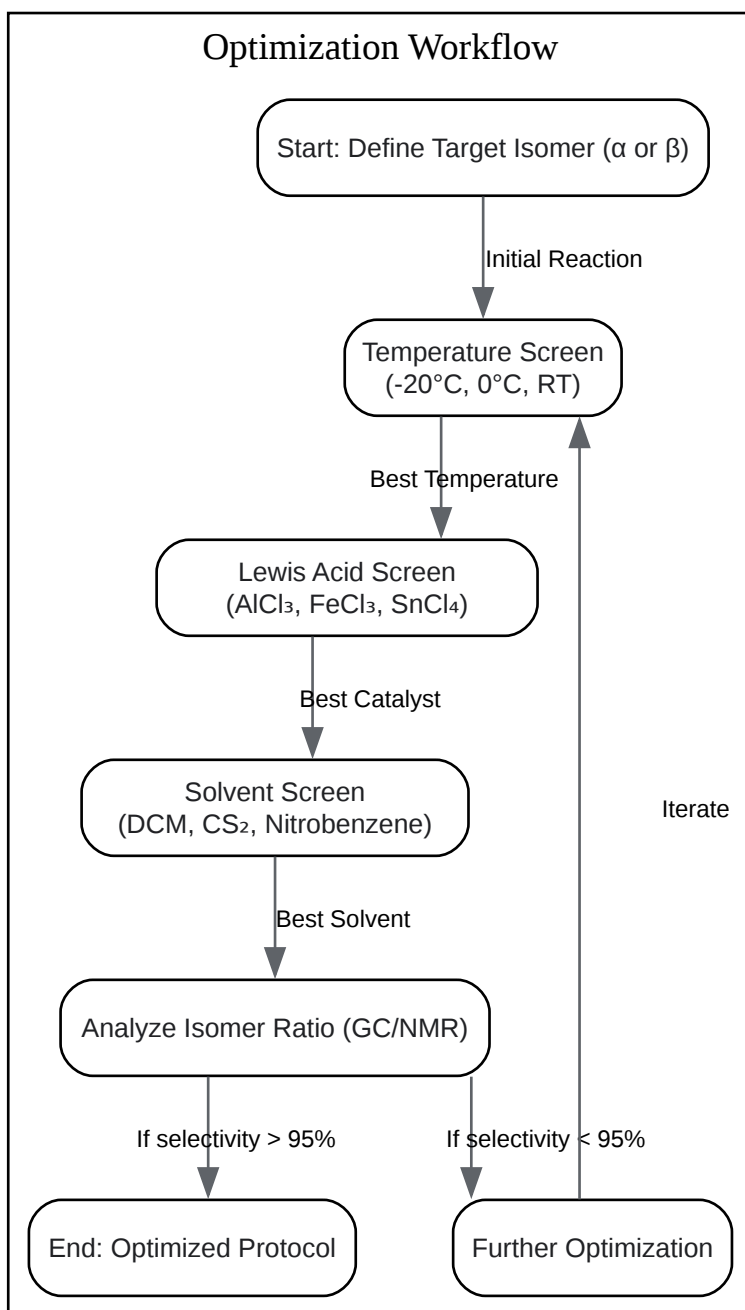 Optimization Workflow
Start: Define Target Isomer (α or β)
Initial Reaction
Temperature Screen
(-20°C, 0°C, RT)
Best Temperature
Lewis Acid Screen
(AlCl₃, FeCl₃, SnCl₄)
Best Catalyst
Solvent Screen
(DCM, CS₂, Nitrobenzene)
Iterate
Best Solvent
Analyze Isomer Ratio (GC/NMR)
If selectivity > 95%
If selectivity < 95%
End: Optimized Protocol
Further Optimization